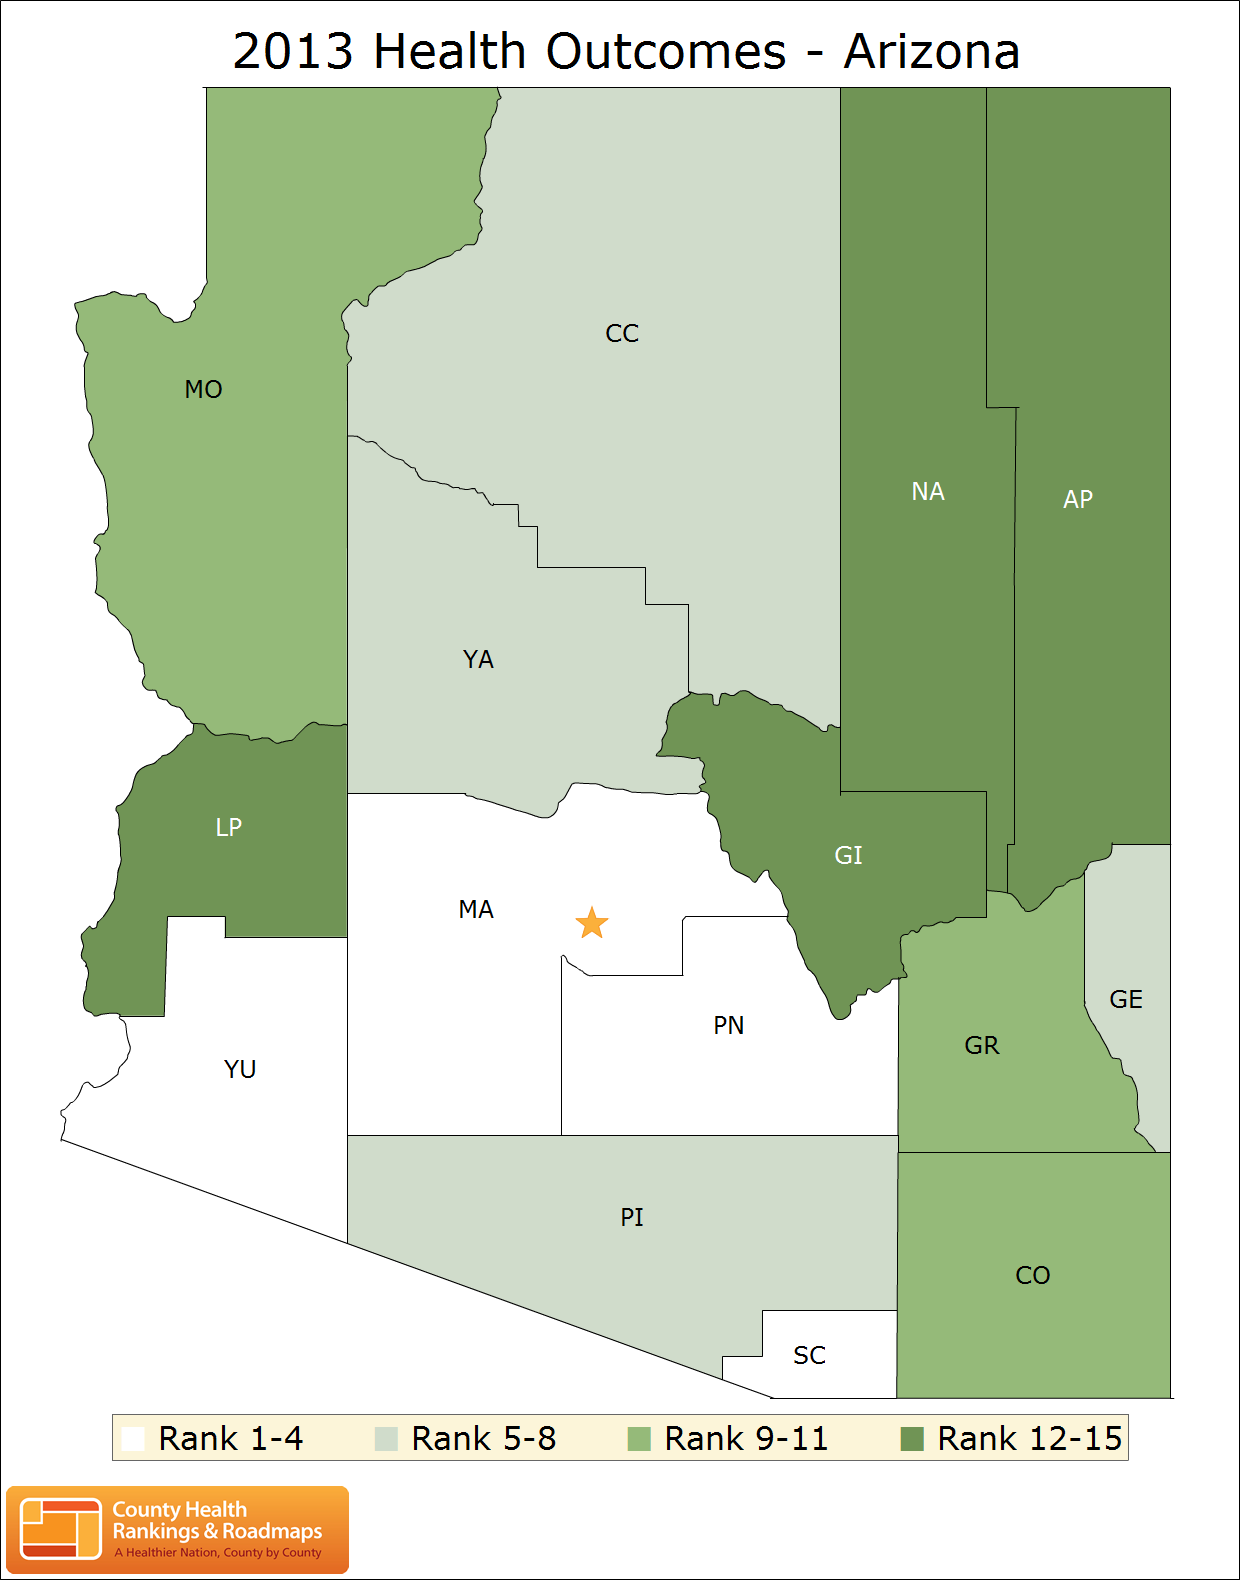 2013 Health Outcomes - Arizona
CC
MO
NA
AP
YA
LP
GI
MA
GE
PN
GR
YU
PI
CO
SC
Rank 1-4 Rank 5-8 Rank 9-11 Rank 12-15
County Health
Rankings & Roadmaps
A Healthier Nation, County by County